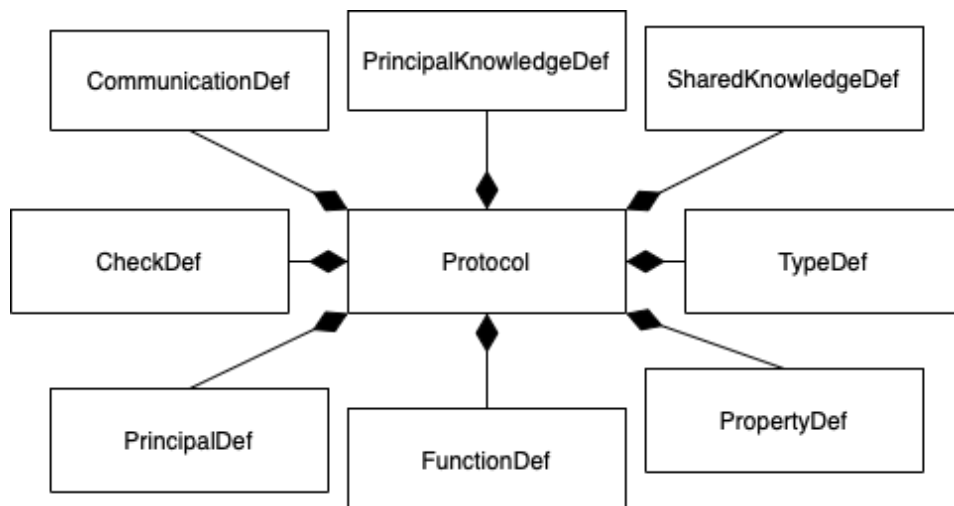 PrincipalKnowledgeDef
CommunicationDef
SharedKnowledgeDef
CheckDef
Protocol
TypeDef
PrincipalDef
FunctionDef
PropertyDef